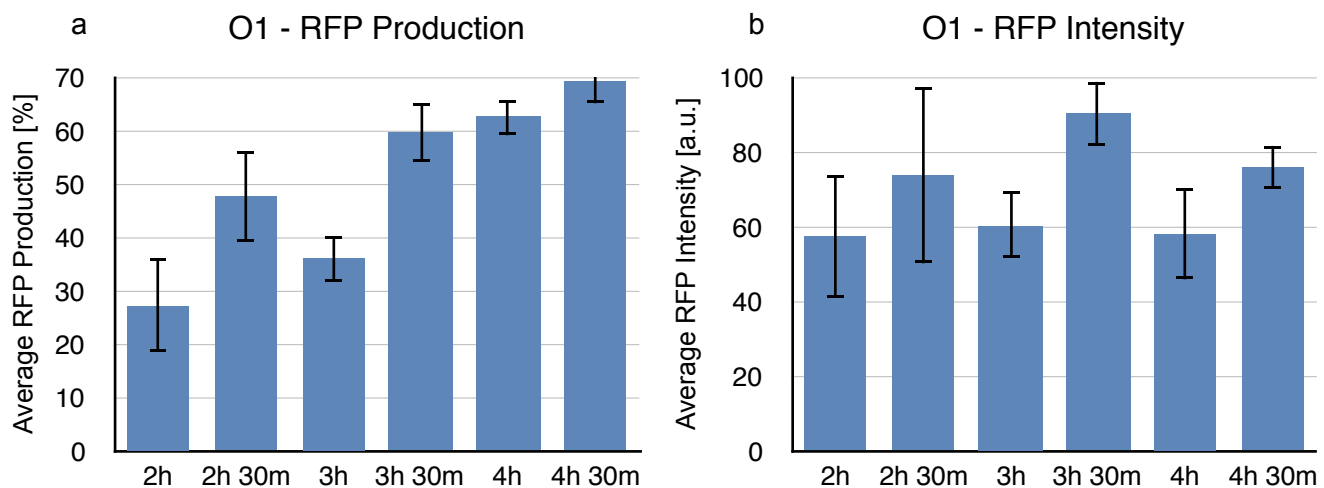 a
O1 - RFP Production
Average RFP Production [%]
70
60
50
40
30
20
10
0
2h 2h 30m 3h 3h 30m 4h 4h 30m
b
O1 - RFP Intensity
Average RFP Intensity [a.u.]
100
80
60
40
20
0
2h 2h 30m 3h 3h 30m 4h 4h 30m